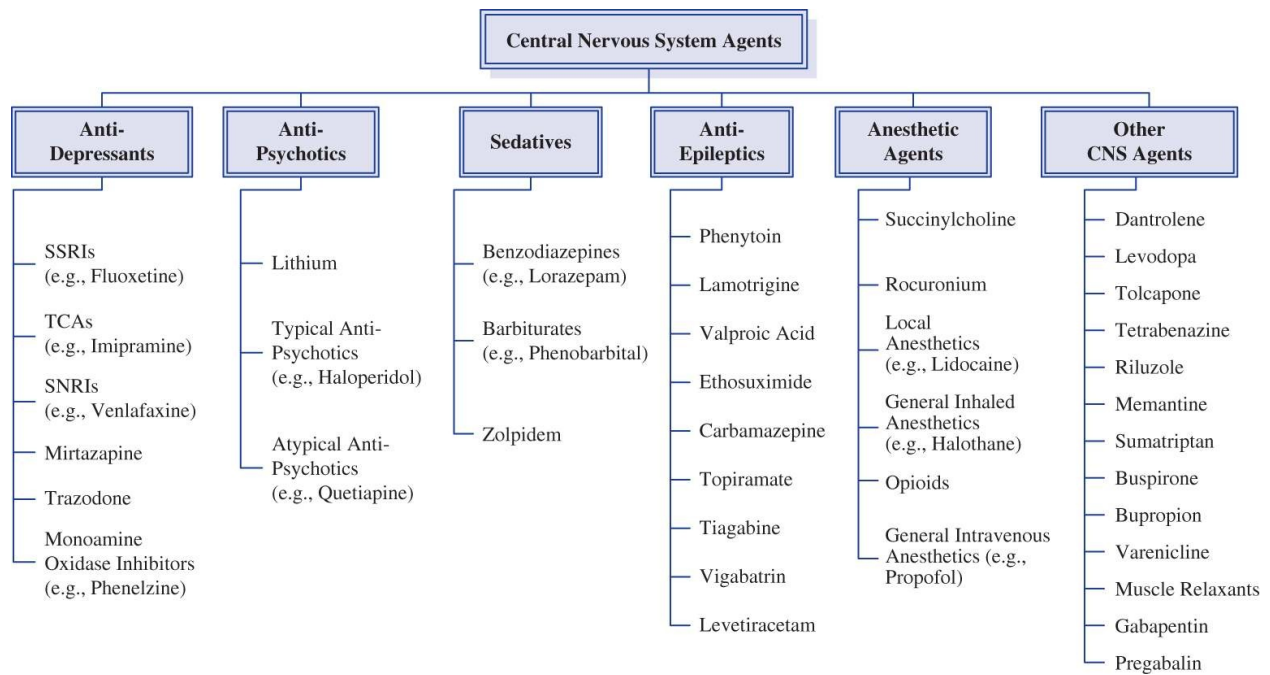 Central Nervous System Agents
Anti-
Depressants
SSRIs
(e.g., Fluoxetine)
TCAs
(e.g., Imipramine)
SNRIs
(e.g., Venlafaxine)
Mirtazapine
Trazodone
Monoamine
Oxidase Inhibitors
(e.g., Phenelzine)
Anti-
Psychotics
Lithium
Typical Anti-
Psychotics
(e.g., Haloperidol)
Atypical Anti-
Psychotics
(e.g., Quetiapine)
Sedatives
Benzodiazepines
(e.g., Lorazepam)
Barbiturates
(e.g., Phenobarbital)
Zolpidem
Anti-
Epileptics
Phenytoin
Lamotrigine
Valproic Acid
Ethosuximide
Carbamazepine
Topiramate
Tiagabine
Vigabatrin
Levetiracetam
Anesthetic
Agents
Succinylcholine
Rocuronium
Local
Anesthetics
(e.g., Lidocaine)
General Inhaled
Anesthetics
(e.g., Halothane)
Opioids
General Intravenous
Anesthetics (e.g.,
Propofol)
Other
CNS Agents
Dantrolene
Levodopa
Tolcapone
Tetrabenazine
Riluzole
Memantine
Sumatriptan
Buspirone
Bupropion
Varenicline
Muscle Relaxants
Gabapentin
Pregabalin